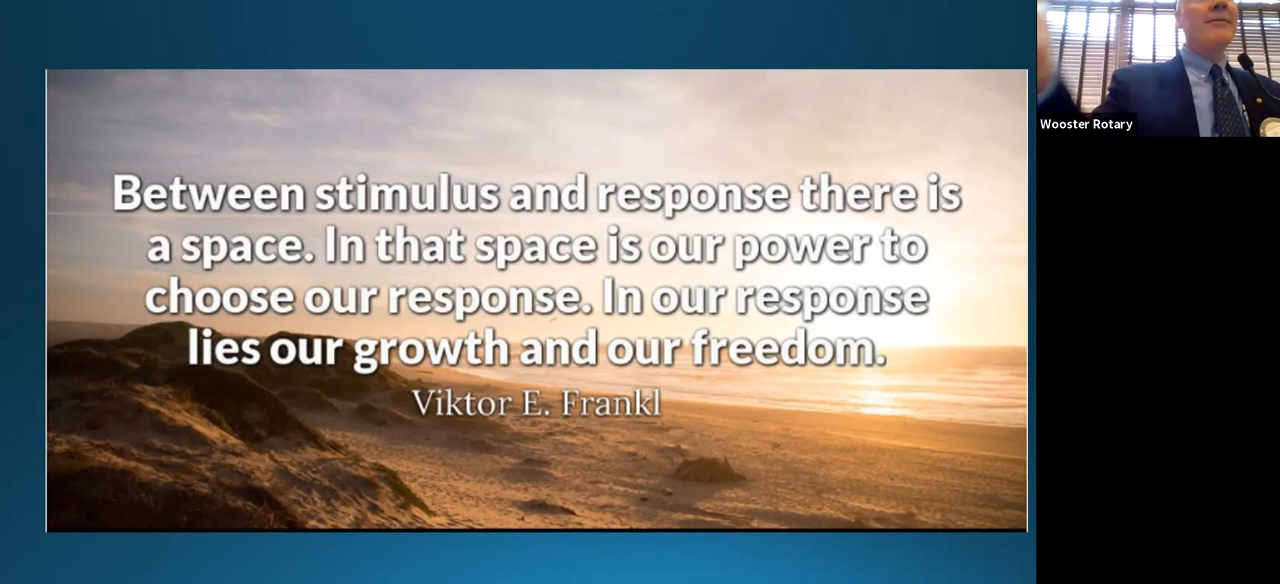 Between stimulus and response there is
a space. In that space is our power to
choose our response. In our response
lies our growth and our freedom.
Viktor E. Frankl
Wooster Rotary